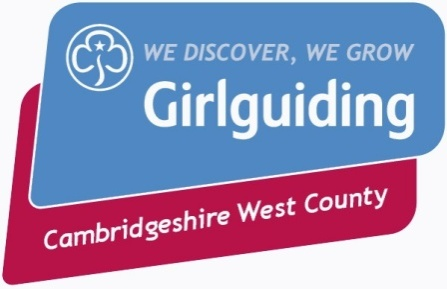 WE DISCOVER, WE GROW
Girlguiding
Cambridgeshire West County